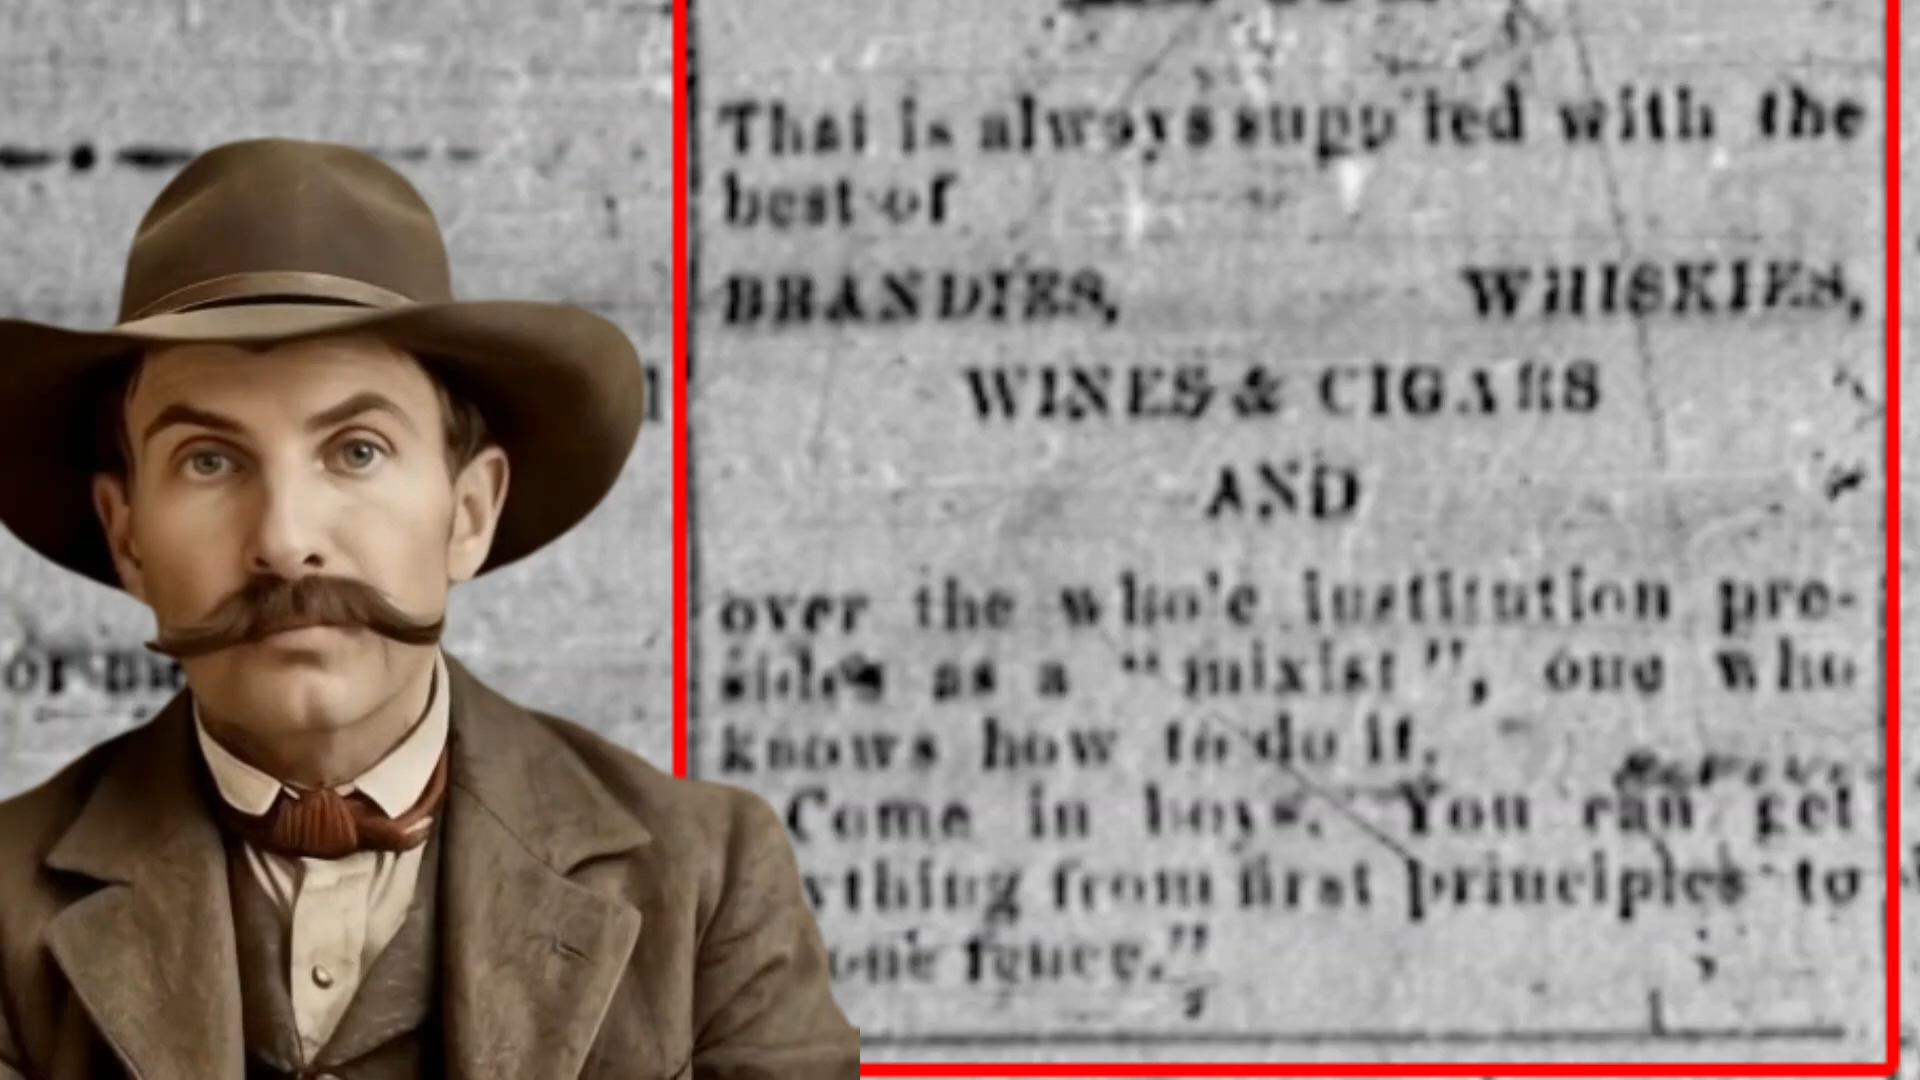 That is always supplied with the
best of
BRANDIES, WHISKIES,
WINES & CIGARS
AND
over the whole institution pre-
sides as a "mixist", one who
knows how to do it.
Come in boys. You can get
ything from first principles to
one fence."